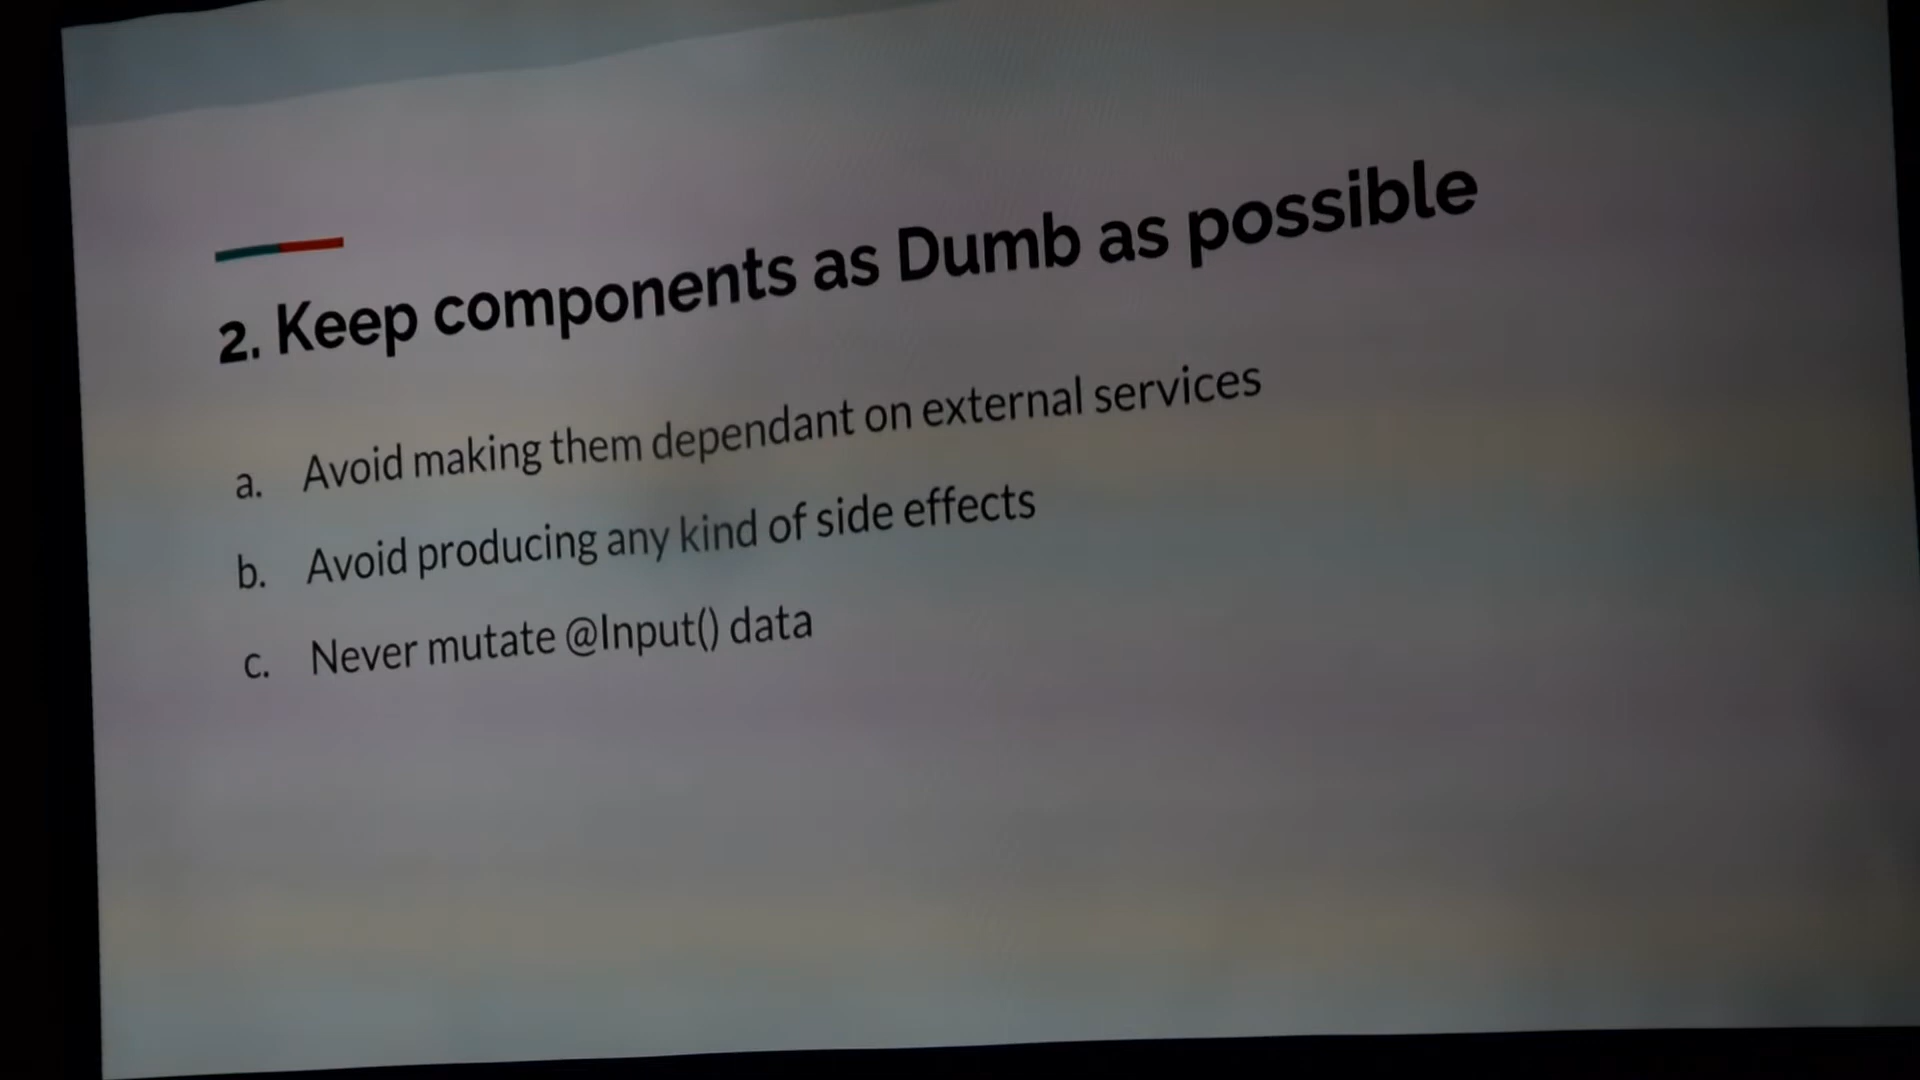 2. Keep components as Dumb as possible
a. Avoid making them dependant on external services
b. Avoid producing any kind of side effects
c. Never mutate @Input() data